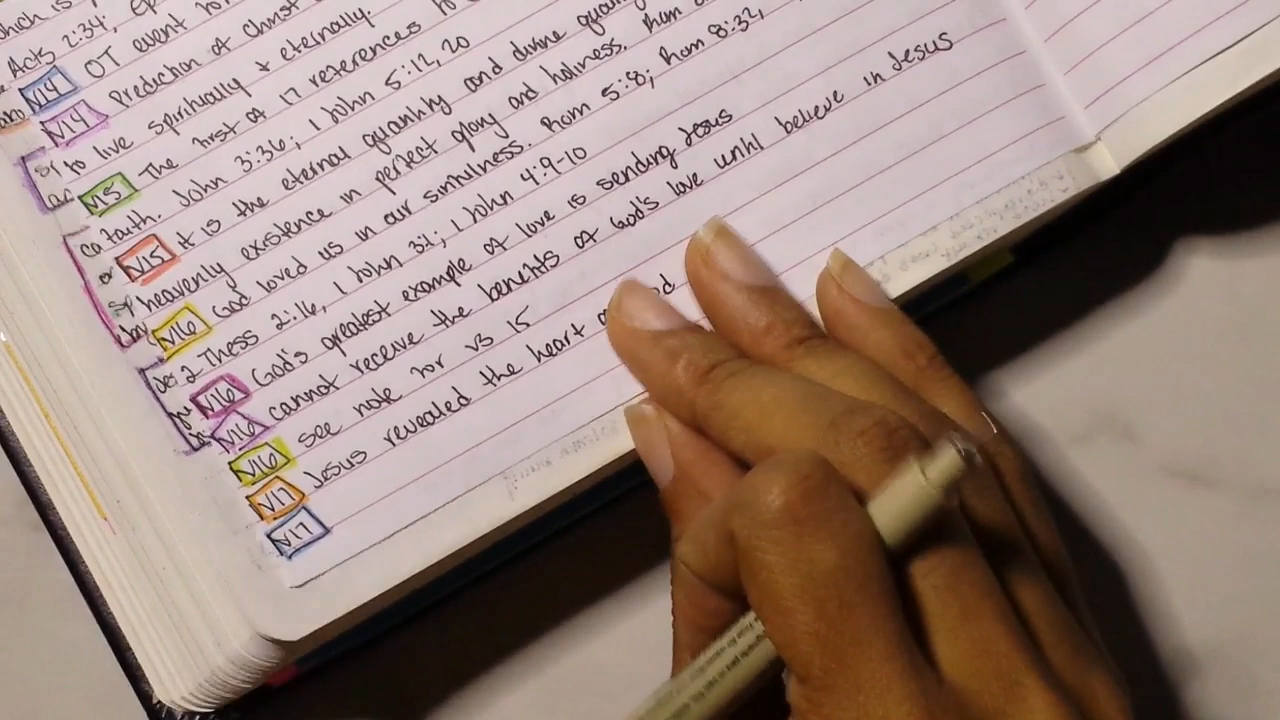 which is
Acts 2:34,
V14 OT event
V14 Prediction of Christ
to live spiritually & eternally.
V15 The first of 17 references to
faith. John 3:36; 1 John 5:12, 20
V15 It is the eternal quantity and divine quality
heavenly existence in perfect glory and holiness. Rom
V16 God loved us in our sinfulness. Rom 5:8; Rom 8:32,
2 Thess 2:16, 1 John 3:1; 1 John 4:9-10
V16 God's greatest example of love is sending Jesus
V16 cannot receive the benefits of God's love until believe in Jesus
V16 see note for vs 15
V17 Jesus revealed the heart
V17